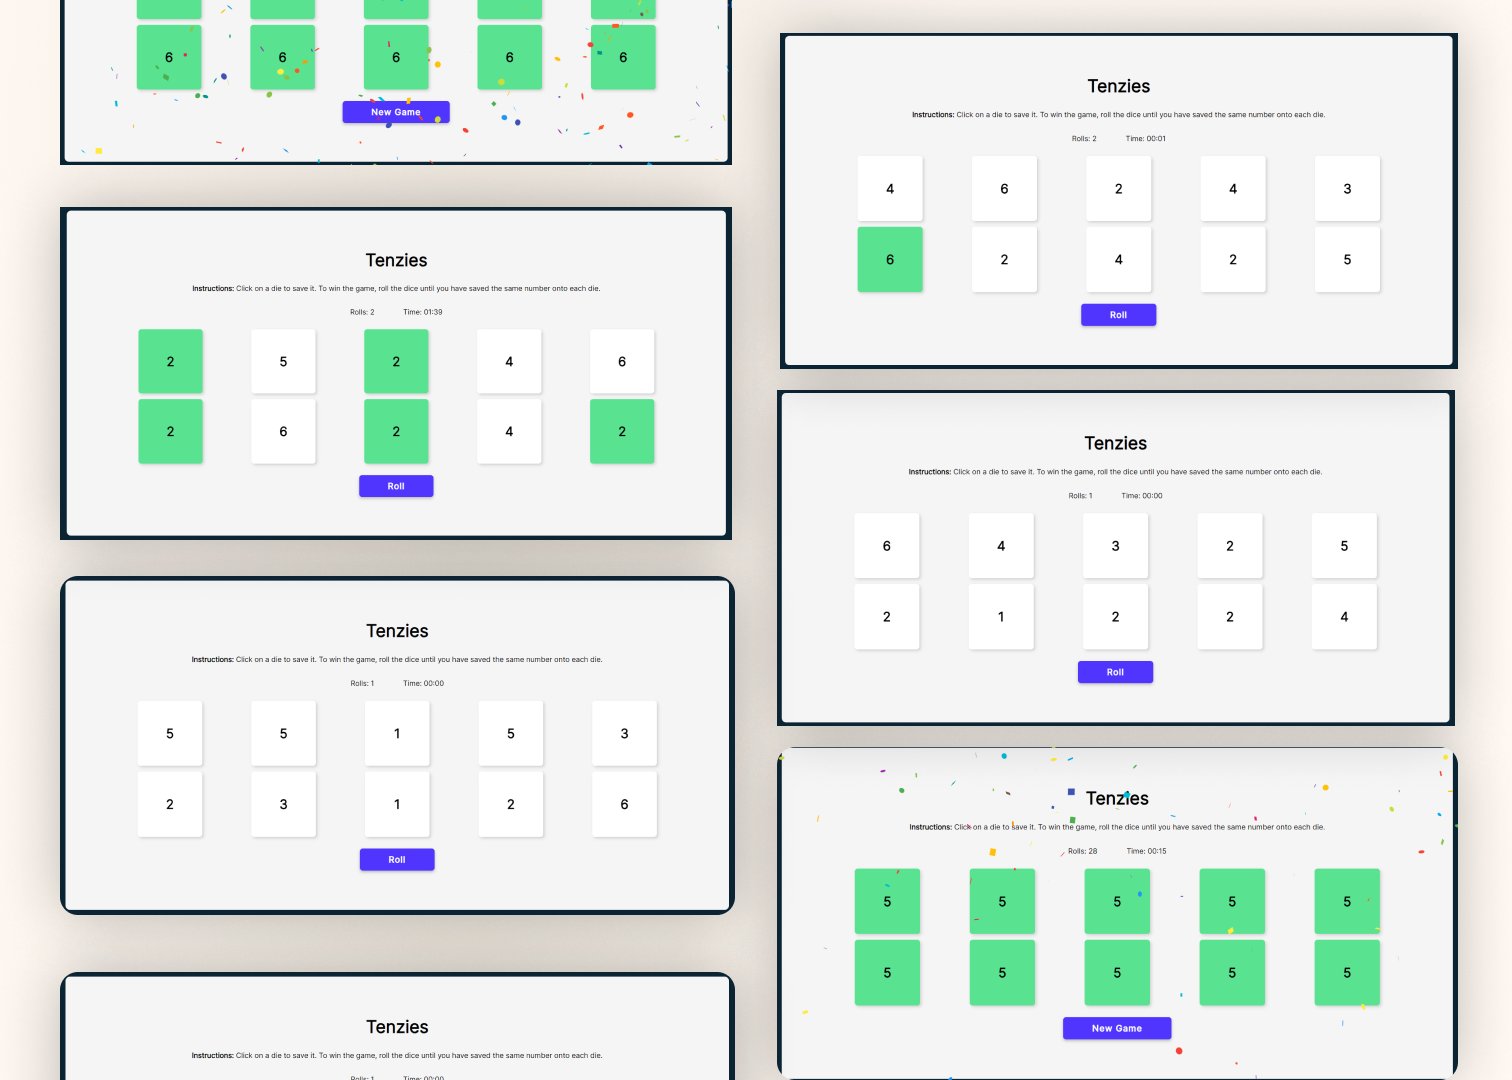 6 6 6 6 6
New Game
Tenzies
Instructions: Click on a die to save it. To win the game, roll the dice until you have saved the same number onto each die.
Rolls: 2 Time: 01:39
2 5 2 4 6
2 6 2 4 2
Roll
Tenzies
Instructions: Click on a die to save it. To win the game, roll the dice until you have saved the same number onto each die.
Rolls: 1 Time: 00:00
5 5 1 5 3
2 3 1 2 6
Roll
Tenzies
Instructions: Click on a die to save it. To win the game, roll the dice until you have saved the same number onto each die.
Rolls: 1 Time: 00:00
Tenzies
Instructions: Click on a die to save it. To win the game, roll the dice until you have saved the same number onto each die.
Rolls: 2 Time: 00:01
4 6 2 4 3
6 2 4 2 5
Roll
Tenzies
Instructions: Click on a die to save it. To win the game, roll the dice until you have saved the same number onto each die.
Rolls: 1 Time: 00:00
6 4 3 2 5
2 1 2 2 4
Roll
Tenzies
Instructions: Click on a die to save it. To win the game, roll the dice until you have saved the same number onto each die.
Rolls: 28 Time: 00:15
5 5 5 5 5
5 5 5 5 5
New Game